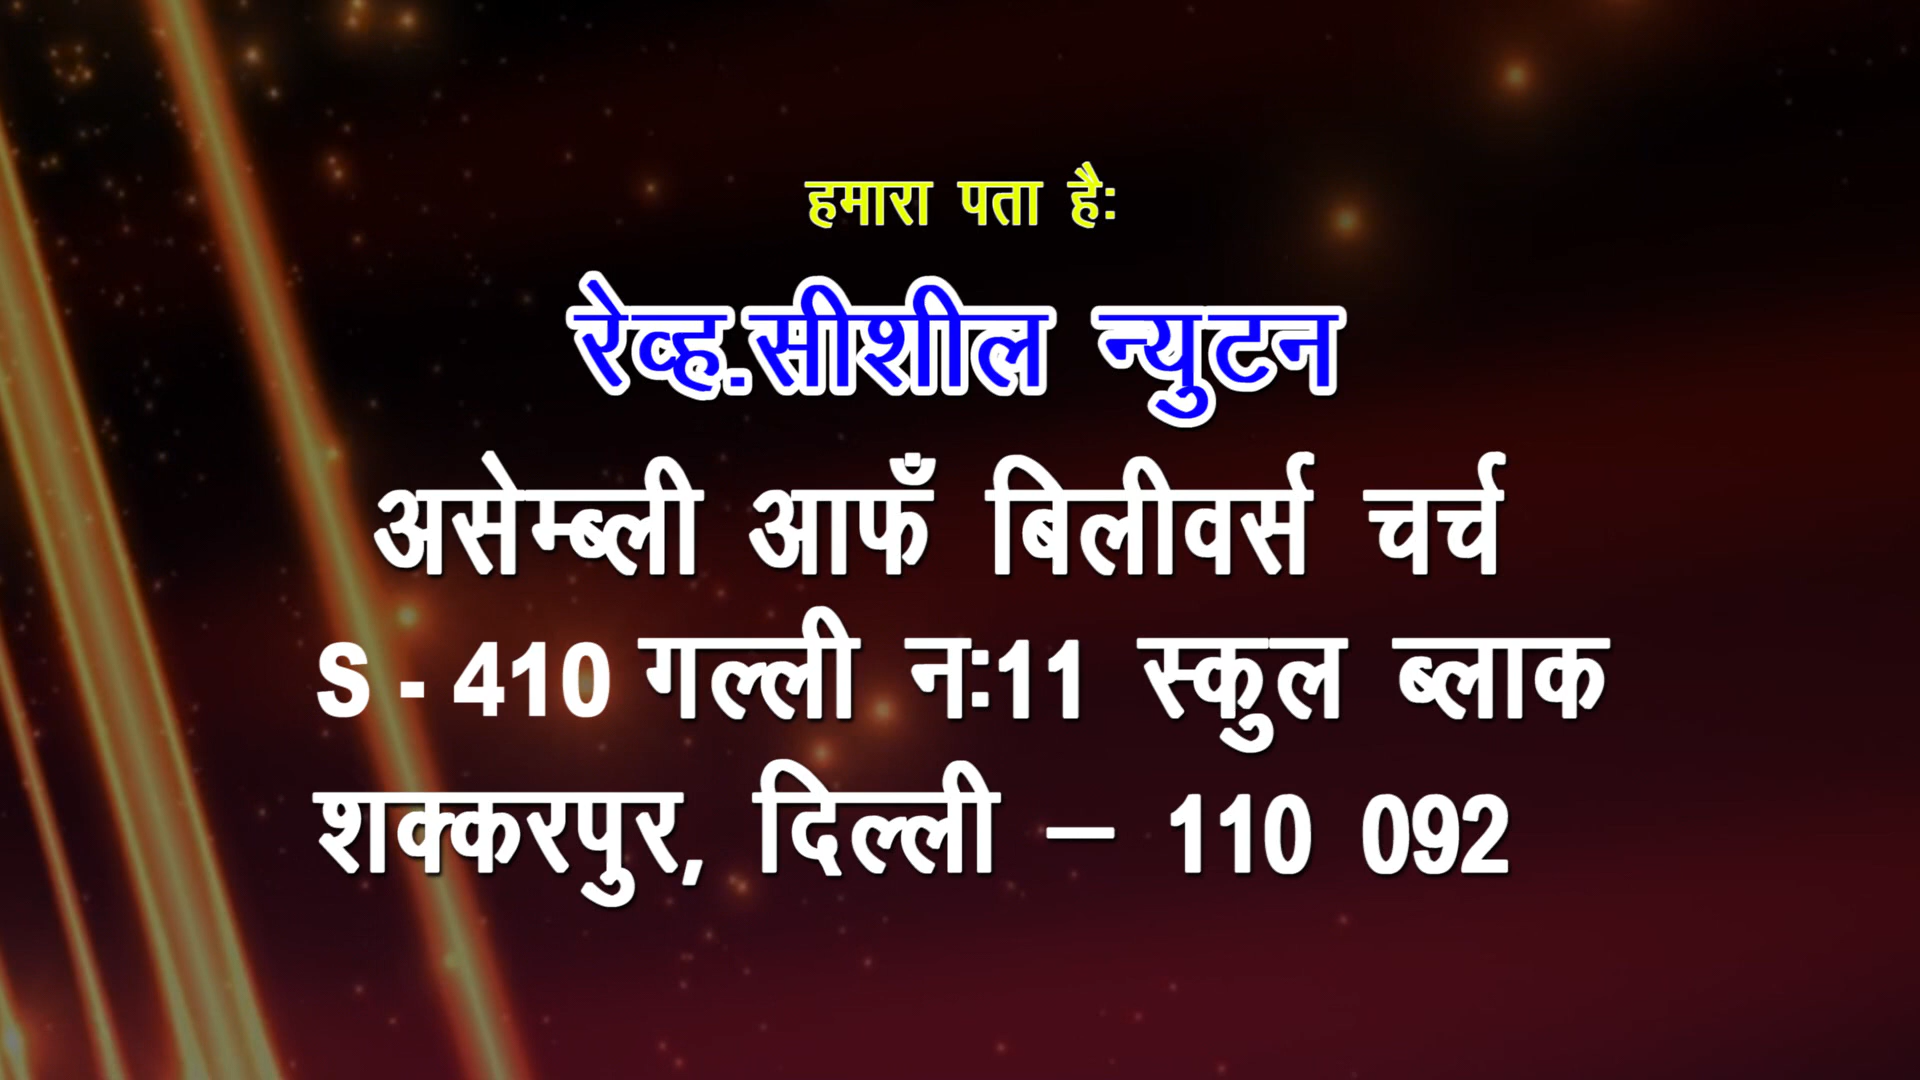 हमारा पता है:
रेव्ह.सीशील न्युटन
असेम्ब्ली आफँ बिलीवर्स चर्च
S - 410 गल्ली न:11 स्कुल ब्लाक
शक्करपुर, दिल्ली – 110 092